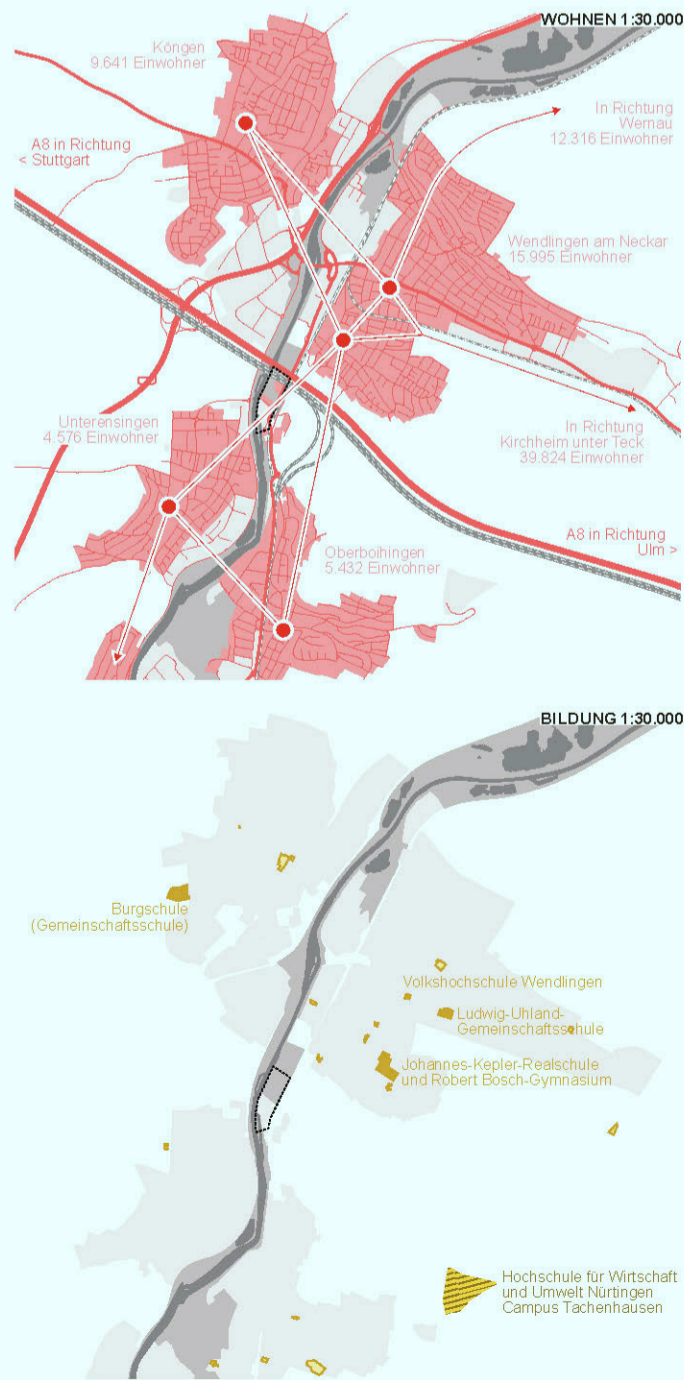 WOHNEN 1:30.000
Köngen
9.641 Einwohner
In Richtung
Wernau
12.316 Einwohner
A8 in Richtung
< Stuttgart
Wendlingen am Neckar
15.995 Einwohner
Unterensingen
4.576 Einwohner
In Richtung
Kirchheim unter Teck
39.824 Einwohner
A8 in Richtung
Ulm >
Oberboihingen
5.432 Einwohner
BILDUNG 1:30.000
Burgschule
(Gemeinschaftsschule)
Volkshochschule Wendlingen
Ludwig-Uhland-
Gemeinschaftsschule
Johannes-Kepler-Realschule
und Robert Bosch-Gymnasium
Hochschule für Wirtschaft
und Umwelt Nürtingen
Campus Tachenhausen